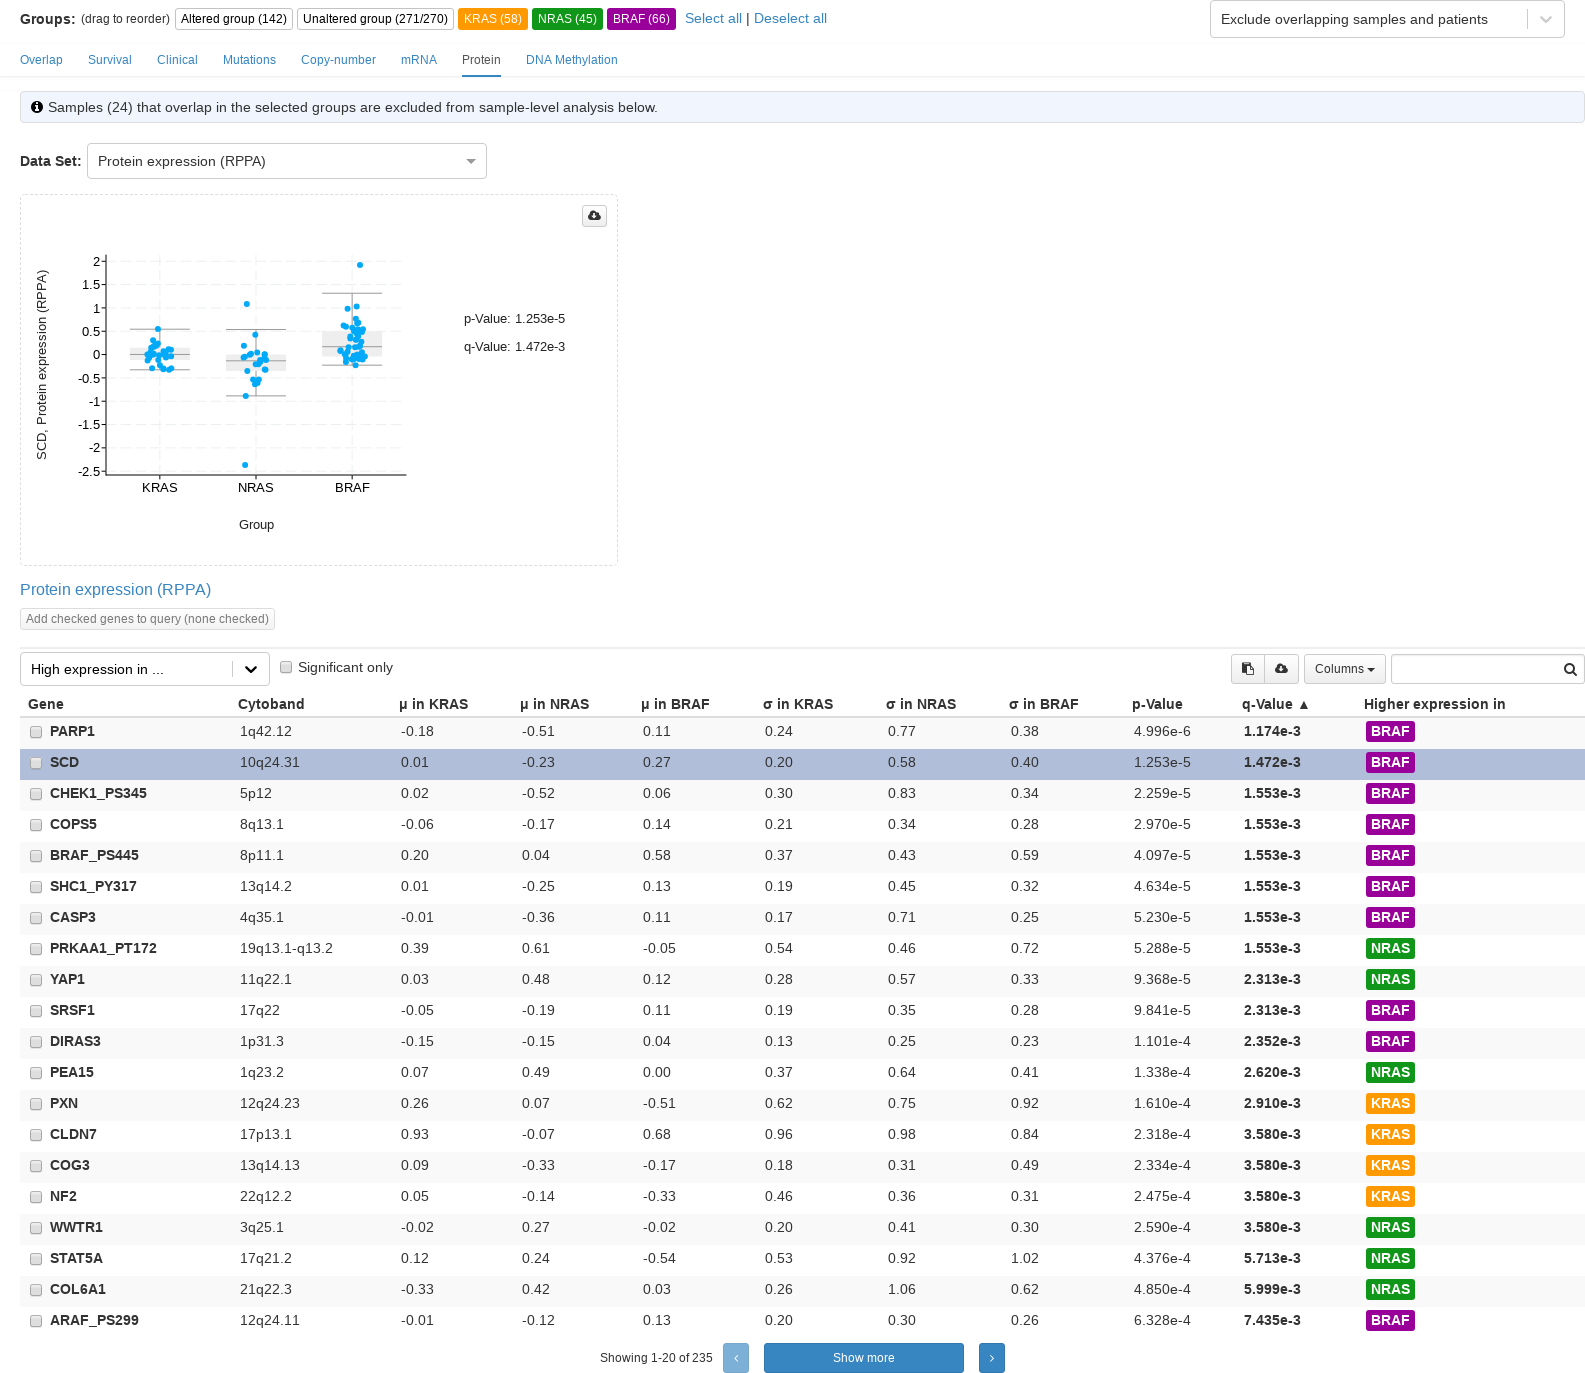 Groups: (drag to reorder) Altered group (142) Unaltered group (271/270) KRAS (58) NRAS (45) BRAF (66) Select all | Deselect all Exclude overlapping samples and patients
Overlap Survival Clinical Mutations Copy-number mRNA Protein DNA Methylation
Samples (24) that overlap in the selected groups are excluded from sample-level analysis below.
Data Set: Protein expression (RPPA)
SCD, Protein expression (RPPA)
2
1.5
1
0.5
0
-0.5
-1
-1.5
-2
-2.5
KRAS NRAS BRAF
Group
p-Value: 1.253e-5
q-Value: 1.472e-3
Protein expression (RPPA)
Add checked genes to query (none checked)
High expression in ... Significant only Columns
Gene Cytoband μ in KRAS μ in NRAS μ in BRAF σ in KRAS σ in NRAS σ in BRAF p-Value q-Value ▲ Higher expression in
PARP1 1q42.12 -0.18 -0.51 0.11 0.24 0.77 0.38 4.996e-6 1.174e-3 BRAF
SCD 10q24.31 0.01 -0.23 0.27 0.20 0.58 0.40 1.253e-5 1.472e-3 BRAF
CHEK1_PS345 5p12 0.02 -0.52 0.06 0.30 0.83 0.34 2.259e-5 1.553e-3 BRAF
COPS5 8q13.1 -0.06 -0.17 0.14 0.21 0.34 0.28 2.970e-5 1.553e-3 BRAF
BRAF_PS445 8p11.1 0.20 0.04 0.58 0.37 0.43 0.59 4.097e-5 1.553e-3 BRAF
SHC1_PY317 13q14.2 0.01 -0.25 0.13 0.19 0.45 0.32 4.634e-5 1.553e-3 BRAF
CASP3 4q35.1 -0.01 -0.36 0.11 0.17 0.71 0.25 5.230e-5 1.553e-3 BRAF
PRKAA1_PT172 19q13.1-q13.2 0.39 0.61 -0.05 0.54 0.46 0.72 5.288e-5 1.553e-3 NRAS
YAP1 11q22.1 0.03 0.48 0.12 0.28 0.57 0.33 9.368e-5 2.313e-3 NRAS
SRSF1 17q22 -0.05 -0.19 0.11 0.19 0.35 0.28 9.841e-5 2.313e-3 BRAF
DIRAS3 1p31.3 -0.15 -0.15 0.04 0.13 0.25 0.23 1.101e-4 2.352e-3 BRAF
PEA15 1q23.2 0.07 0.49 0.00 0.37 0.64 0.41 1.338e-4 2.620e-3 NRAS
PXN 12q24.23 0.26 0.07 -0.51 0.62 0.75 0.92 1.610e-4 2.910e-3 KRAS
CLDN7 17p13.1 0.93 -0.07 0.68 0.96 0.98 0.84 2.318e-4 3.580e-3 KRAS
COG3 13q14.13 0.09 -0.33 -0.17 0.18 0.31 0.49 2.334e-4 3.580e-3 KRAS
NF2 22q12.2 0.05 -0.14 -0.33 0.46 0.36 0.31 2.475e-4 3.580e-3 KRAS
WWTR1 3q25.1 -0.02 0.27 -0.02 0.20 0.41 0.30 2.590e-4 3.580e-3 NRAS
STAT5A 17q21.2 0.12 0.24 -0.54 0.53 0.92 1.02 4.376e-4 5.713e-3 NRAS
COL6A1 21q22.3 -0.33 0.42 0.03 0.26 1.06 0.62 4.850e-4 5.999e-3 NRAS
ARAF_PS299 12q24.11 -0.01 -0.12 0.13 0.20 0.30 0.26 6.328e-4 7.435e-3 BRAF
Showing 1-20 of 235 ‹ Show more ›